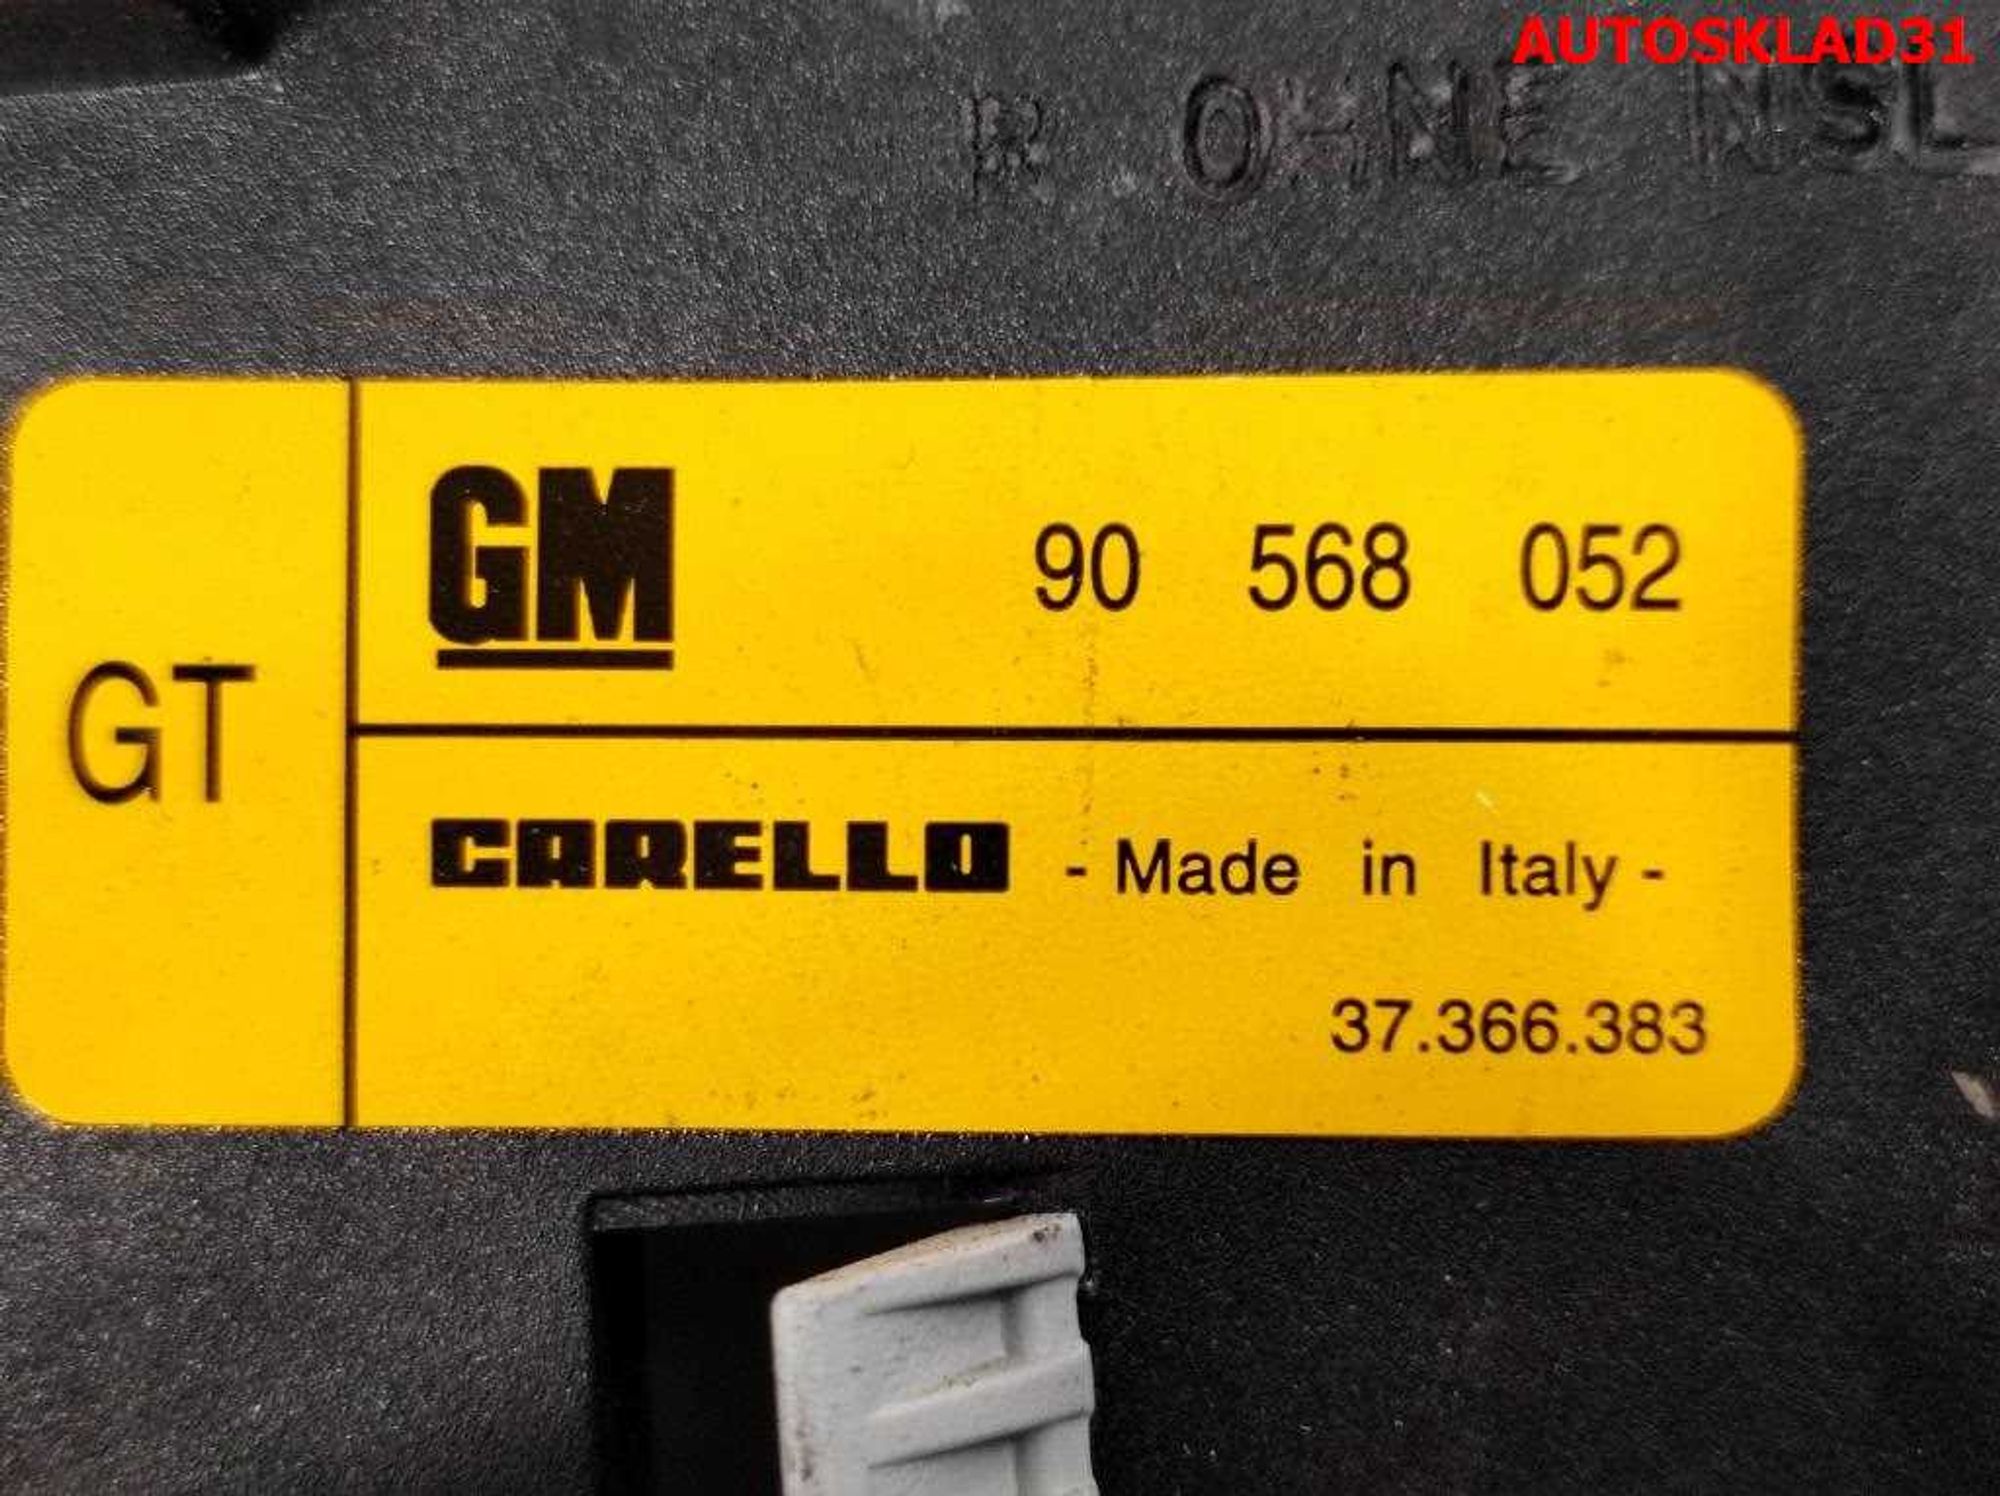 AUTOSKLAD31
R OHNE NSL
GM 90 568 052
GT
CARELLO - Made in Italy -
37.366.383